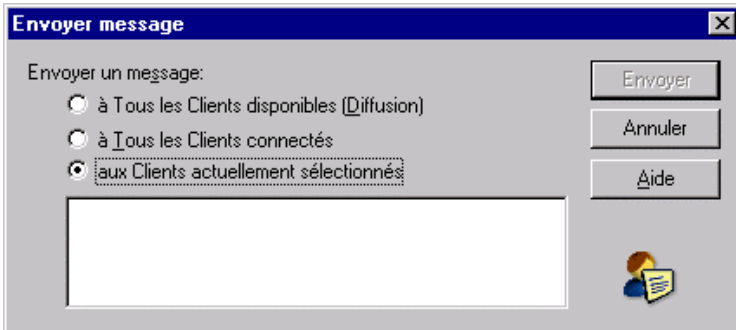 Envoyer message
Envoyer un message:
Envoyer
à Tous les Clients disponibles (Diffusion)
à Tous les Clients connectés
Annuler
aux Clients actuellement sélectionnés
Aide